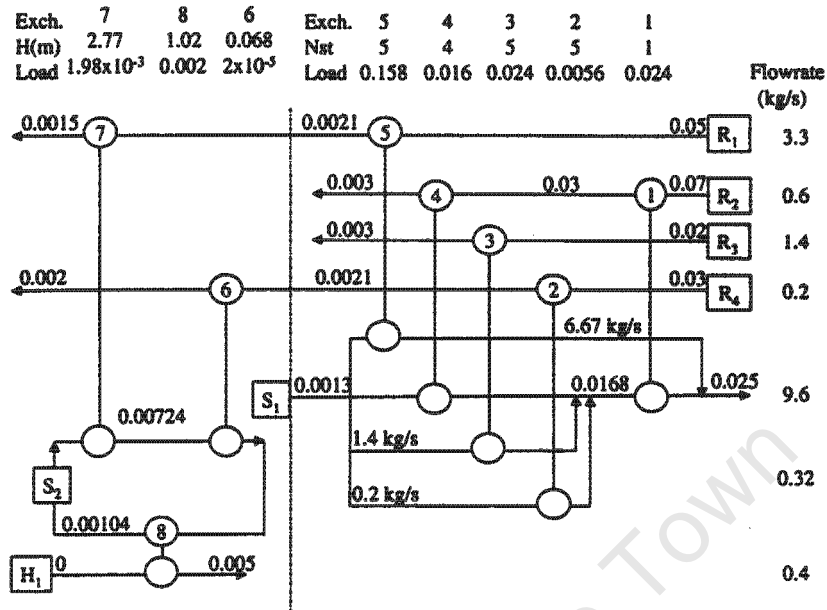 Exch. 7 8 6 Exch. 5 4 3 2 1
H(m) 2.77 1.02 0.068 Nst 5 4 5 5 1
Load 1.98x10⁻³ 0.002 2x10⁻⁵ Load 0.158 0.016 0.024 0.0056 0.024
Flowrate
(kg/s)
0.0015 7 0.0021 5 0.05 R₁ 3.3
0.003 4 0.03 1 0.07 R₂ 0.6
0.003 3 0.02 R₃ 1.4
0.002 6 0.0021 2 0.03 R₄ 0.2
6.67 kg/s
S₁ 0.0013 0.0168 0.025 9.6
0.00724
1.4 kg/s
S₂ 0.32
0.2 kg/s
0.00104 8
H₁ 0 0.005 0.4
Town